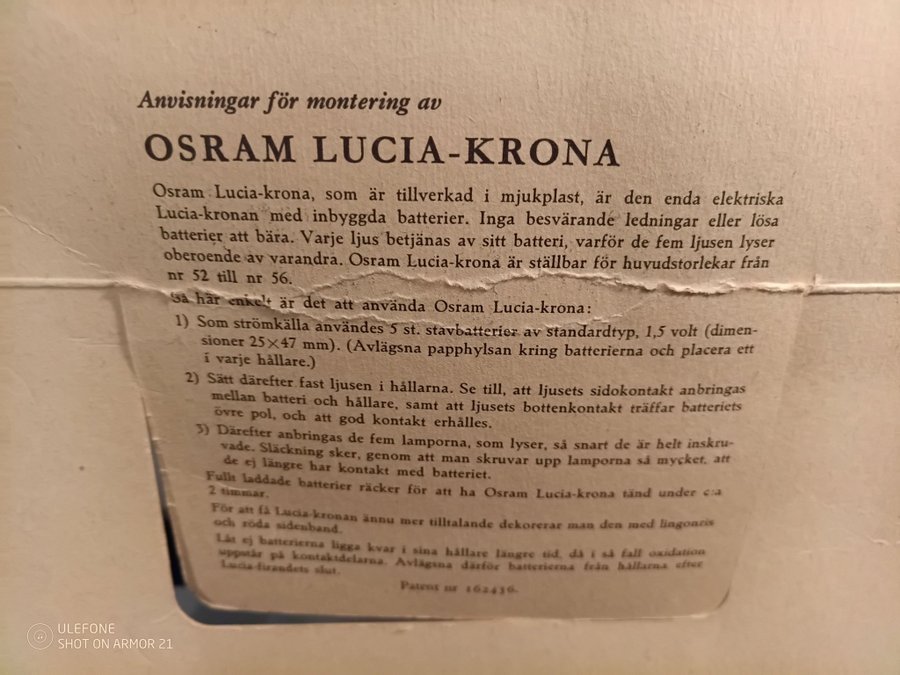 Anvisningar för montering av
OSRAM LUCIA-KRONA
Osram Lucia-krona, som är tillverkad i mjukplast, är den enda elektriska
Lucia-kronan med inbyggda batterier. Inga besvärande ledningar eller lösa
batterier att bära. Varje ljus betjänas av sitt batteri, varför de fem ljusen lyser
oberoende av varandra. Osram Lucia-krona är ställbar för huvudstorlekar från
nr 52 till nr 56.
Så här enkelt är det att använda Osram Lucia-krona:
1) Som strömkälla användes 5 st. stavbatterier av standardtyp, 1,5 volt (dimen-
sioner 25×47 mm). (Avlägsna papphylsan kring batterierna och placera ett
i varje hållare.)
2) Sätt därefter fast ljusen i hållarna. Se till, att ljusets sidokontakt anbringas
mellan batteri och hållare, samt att ljusets bottenkontakt träffar batteriets
övre pol, och att god kontakt erhålles.
3) Därefter anbringas de fem lamporna, som lyser, så snart de är helt inskru-
vade. Släckning sker, genom att man skruvar upp lamporna så mycket, att
de ej längre har kontakt med batteriet.
Fullt laddade batterier räcker för att ha Osram Lucia-krona tänd under c:a
2 timmar.
För att få Lucia-kronan ännu mer tilltalande dekorerar man den med lingonris
och röda sidenband.
Låt ej batterierna ligga kvar i sina hållare längre tid, då i så fall oxidation
uppstår på kontaktdelarna. Avlägsna därför batterierna från hållarna efter
Lucia-firandets slut.
Patent nr 162436.
ULEFONE
SHOT ON ARMOR 21